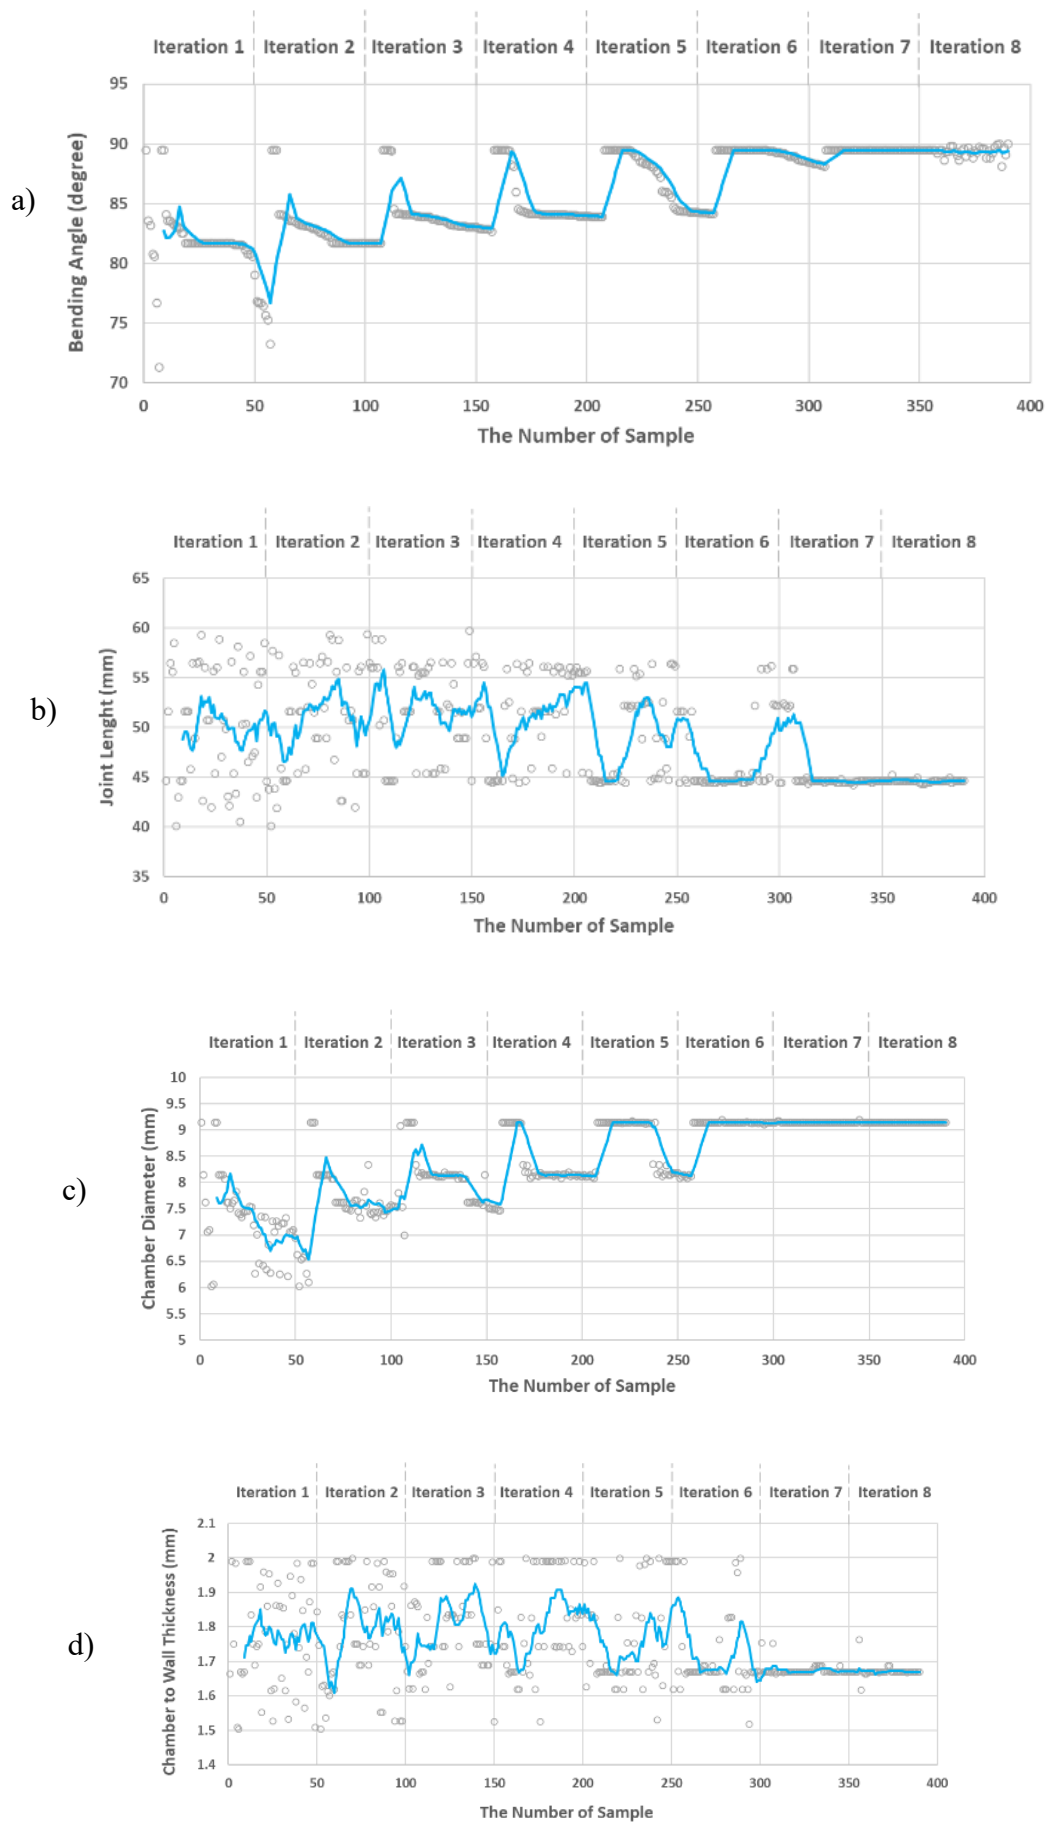 Iteration 1 Iteration 2 Iteration 3 Iteration 4 Iteration 5 Iteration 6 Iteration 7 Iteration 8
a)
Bending Angle (degree)
95
90
85
80
75
70
0 50 100 150 200 250 300 350 400
The Number of Sample
Iteration 1 Iteration 2 Iteration 3 Iteration 4 Iteration 5 Iteration 6 Iteration 7 Iteration 8
b)
Joint Lenght (mm)
65
60
55
50
45
40
35
0 50 100 150 200 250 300 350 400
The Number of Sample
Iteration 1 Iteration 2 Iteration 3 Iteration 4 Iteration 5 Iteration 6 Iteration 7 Iteration 8
c)
Chamber Diameter (mm)
10
9.5
9
8.5
8
7.5
7
6.5
6
5.5
5
0 50 100 150 200 250 300 350 400
The Number of Sample
Iteration 1 Iteration 2 Iteration 3 Iteration 4 Iteration 5 Iteration 6 Iteration 7 Iteration 8
d)
Chamber to Wall Thickness (mm)
2.1
2
1.9
1.8
1.7
1.6
1.5
1.4
0 50 100 150 200 250 300 350 400
The Number of Sample